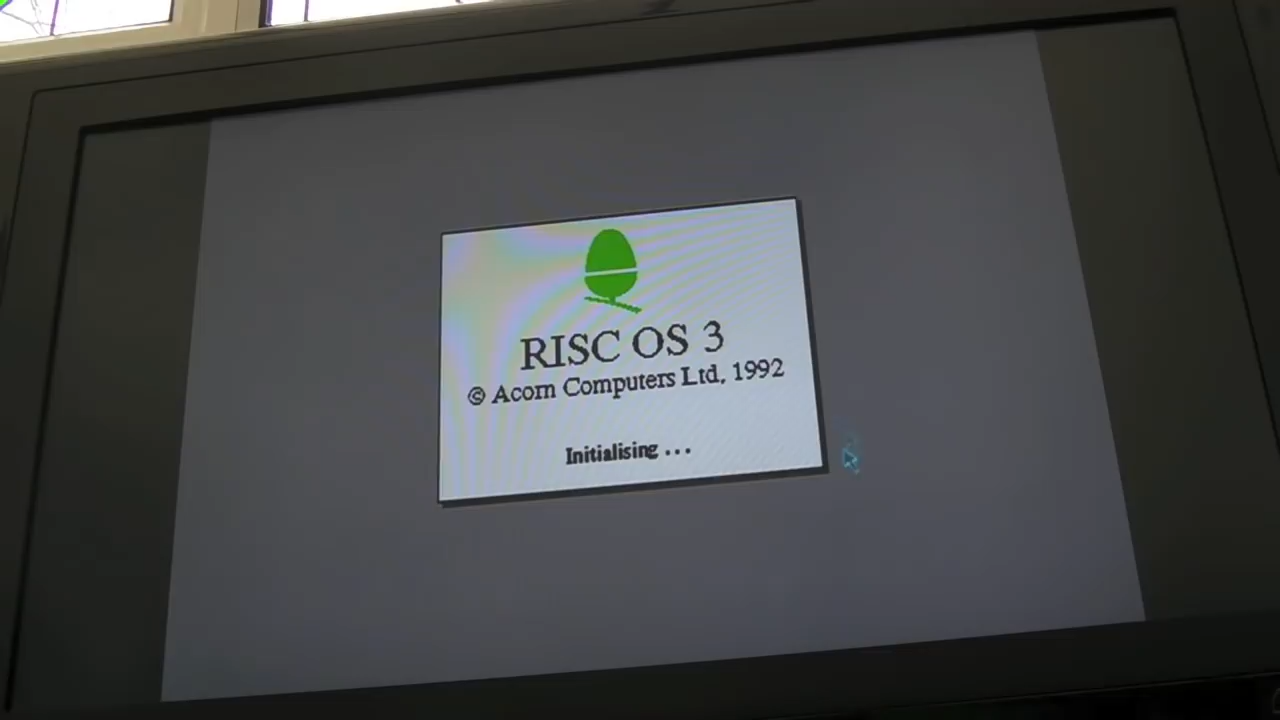 RISC OS 3
© Acorn Computers Ltd, 1992
Initialising ...